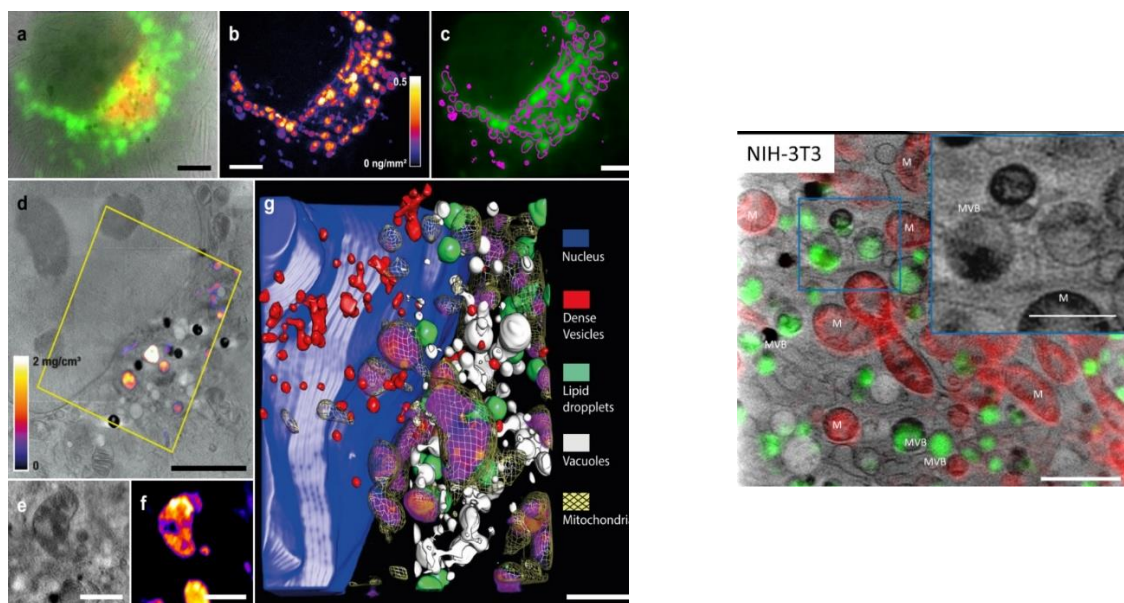 a
b
c
0.5
0 ng/mm²
d
2 mg/cm³
0
e
f
g
Nucleus
Dense
Vesicles
Lipid
dropplets
Vacuoles
Mitochondria
NIH-3T3
M
M
M
M
M
M
MVB
MVB
MVB
MVB
M